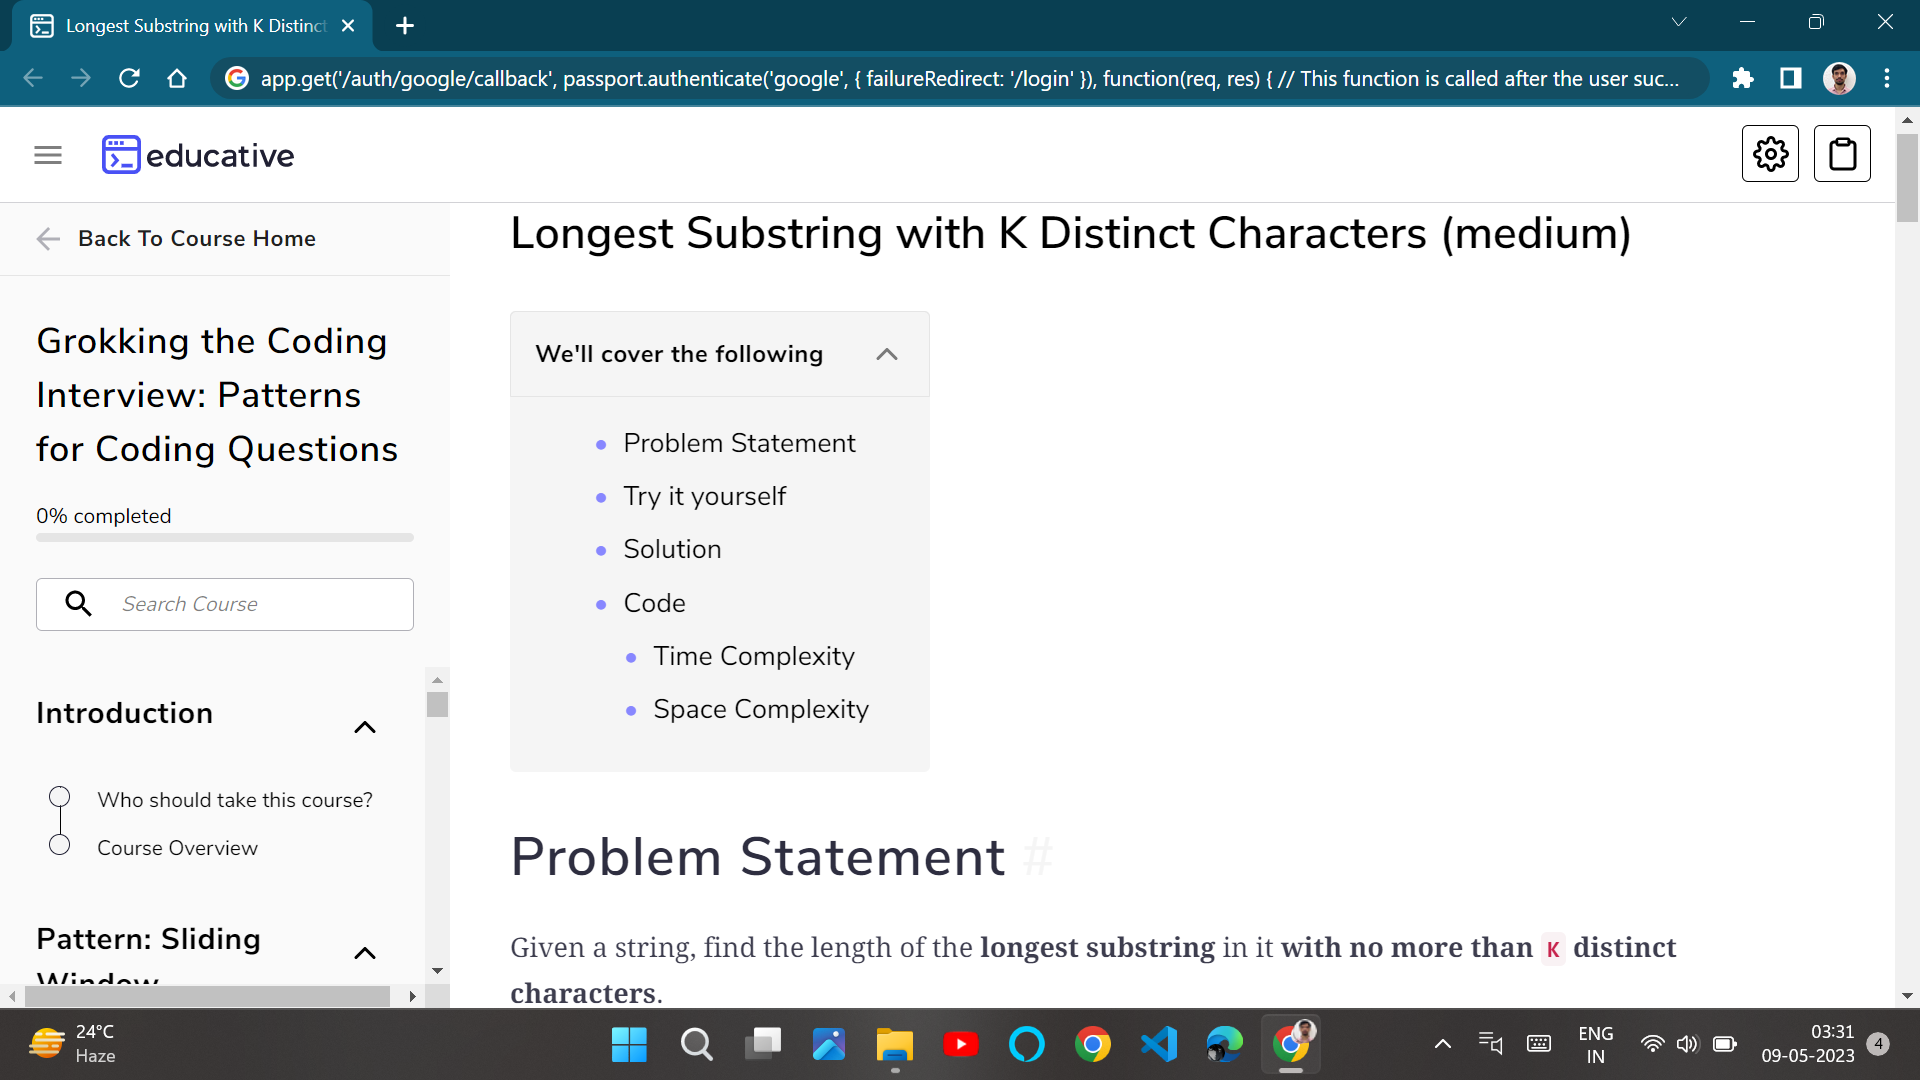 Longest Substring with K Distinct
app.get('/auth/google/callback', passport.authenticate('google', { failureRedirect: '/login' }), function(req, res) { // This function is called after the user suc...
educative
Back To Course Home
Grokking the Coding
Interview: Patterns
for Coding Questions
0% completed
Search Course
Introduction
Who should take this course?
Course Overview
Pattern: Sliding
Window
Longest Substring with K Distinct Characters (medium)
We'll cover the following
Problem Statement
Try it yourself
Solution
Code
Time Complexity
Space Complexity
Problem Statement #
Given a string, find the length of the longest substring in it with no more than K distinct
characters.
24°C
Haze
ENG
IN
03:31
09-05-2023
4